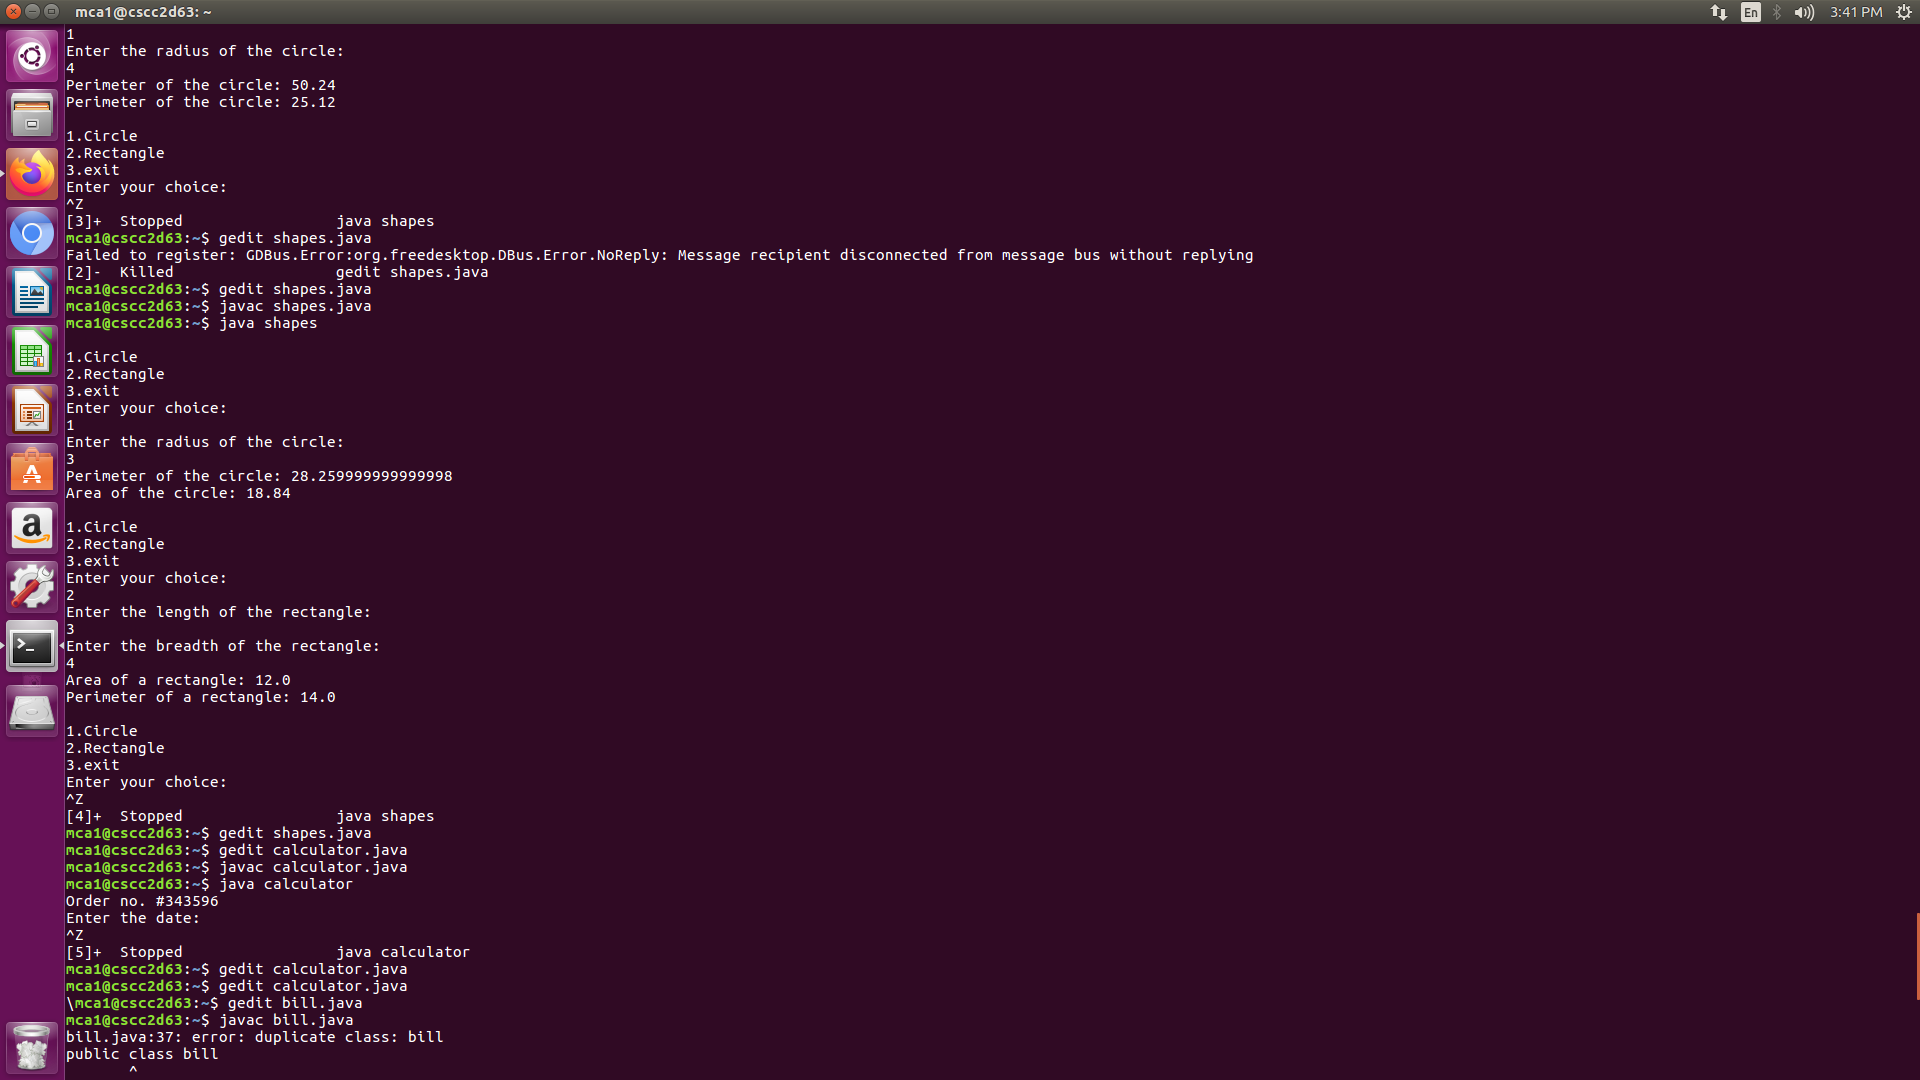 mca1@cscc2d63: ~
En
3:41 PM
1
Enter the radius of the circle:
4
Perimeter of the circle: 50.24
Perimeter of the circle: 25.12
1.Circle
2.Rectangle
3.exit
Enter your choice:
^Z
[3]+  Stopped                 java shapes
mca1@cscc2d63:~$ gedit shapes.java
Failed to register: GDBus.Error:org.freedesktop.DBus.Error.NoReply: Message recipient disconnected from message bus without replying
[2]-  Killed                  gedit shapes.java
mca1@cscc2d63:~$ gedit shapes.java
mca1@cscc2d63:~$ javac shapes.java
mca1@cscc2d63:~$ java shapes
1.Circle
2.Rectangle
3.exit
Enter your choice:
1
Enter the radius of the circle:
3
Perimeter of the circle: 28.259999999999998
Area of the circle: 18.84
1.Circle
2.Rectangle
3.exit
Enter your choice:
2
Enter the length of the rectangle:
3
Enter the breadth of the rectangle:
4
Area of a rectangle: 12.0
Perimeter of a rectangle: 14.0
1.Circle
2.Rectangle
3.exit
Enter your choice:
^Z
[4]+  Stopped                 java shapes
mca1@cscc2d63:~$ gedit shapes.java
mca1@cscc2d63:~$ gedit calculator.java
mca1@cscc2d63:~$ javac calculator.java
mca1@cscc2d63:~$ java calculator
Order no. #343596
Enter the date:
^Z
[5]+  Stopped                 java calculator
mca1@cscc2d63:~$ gedit calculator.java
mca1@cscc2d63:~$ gedit calculator.java
\mca1@cscc2d63:~$ gedit bill.java
mca1@cscc2d63:~$ javac bill.java
bill.java:37: error: duplicate class: bill
public class bill
       ^